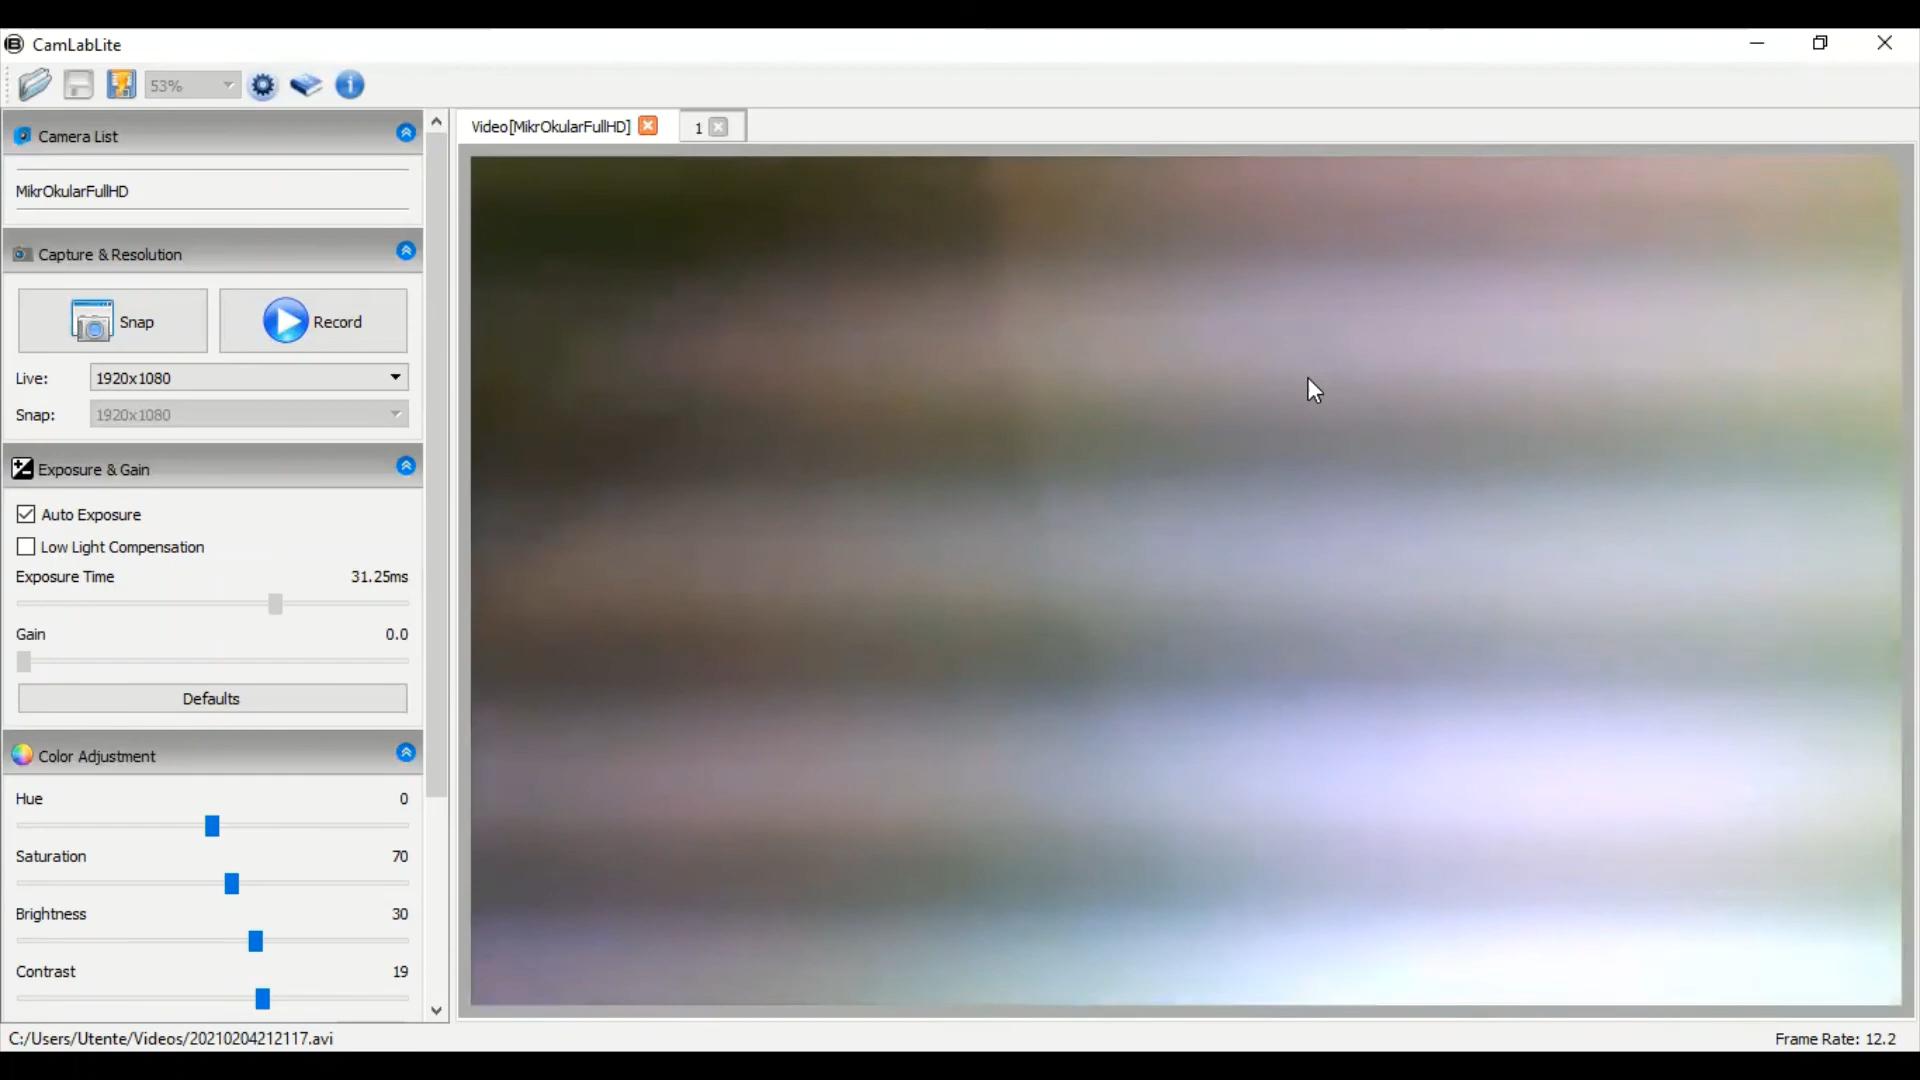 CamLabLite
53%
Camera List
MikrOkularFullHD
Capture & Resolution
Snap
Record
Live:
1920x1080
Snap:
1920x1080
Exposure & Gain
Auto Exposure
Low Light Compensation
Exposure Time
31.25ms
Gain
0.0
Defaults
Color Adjustment
Hue
0
Saturation
70
Brightness
30
Contrast
19
Video[MikrOkularFullHD]
1
C:/Users/Utente/Videos/20210204212117.avi
Frame Rate: 12.2